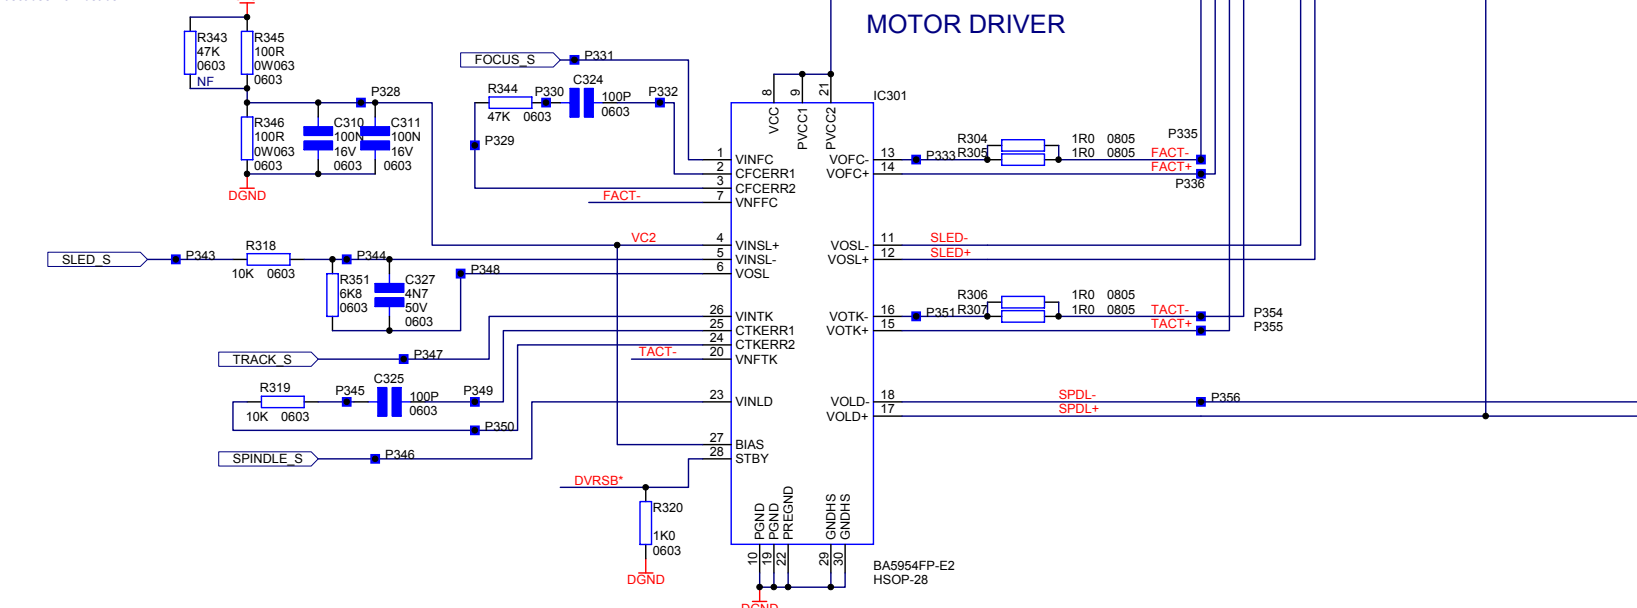 MOTOR DRIVER
R343
47K
0603
NF
R345
100R
0W063
0603
R346
100R
0W063
0603
C310
100N
16V
0603
C311
100N
16V
0603
P328
DGND
FOCUS_S
P331
R344
47K
0603
P330
C324
100P
0603
P332
P329
FACT-
VC2
SLED_S
P343
R318
10K
0603
P344
R351
6K8
0603
C327
4N7
50V
0603
P348
TRACK_S
P347
TACT-
R319
10K
0603
P345
C325
100P
0603
P349
P350
SPINDLE_S
P346
DVRSB*
R320
1K0
0603
DGND
8
9
21
VCC
PVCC1
PVCC2
IC301
1
VINFC
2
CFCERR1
3
CFCERR2
7
VNFFC
4
VINSL+
5
VINSL-
6
VOSL
26
VINTK
25
CTKERR1
24
CTKERR2
20
VNFTK
23
VINLD
27
BIAS
28
STBY
VOFC-
13
VOFC+
14
VOSL-
11
VOSL+
12
VOTK-
16
VOTK+
15
VOLD-
18
VOLD+
17
PGND
PGND
PREGND
GNDHS
GNDHS
10
19
22
29
30
DGND
BA5954FP-E2
HSOP-28
P333
R304
R305
1R0 0805
1R0 0805
P335
FACT-
FACT+
P336
SLED-
SLED+
P351
R306
R307
1R0 0805
1R0 0805
TACT-
TACT+
P354
P355
SPDL-
SPDL+
P356